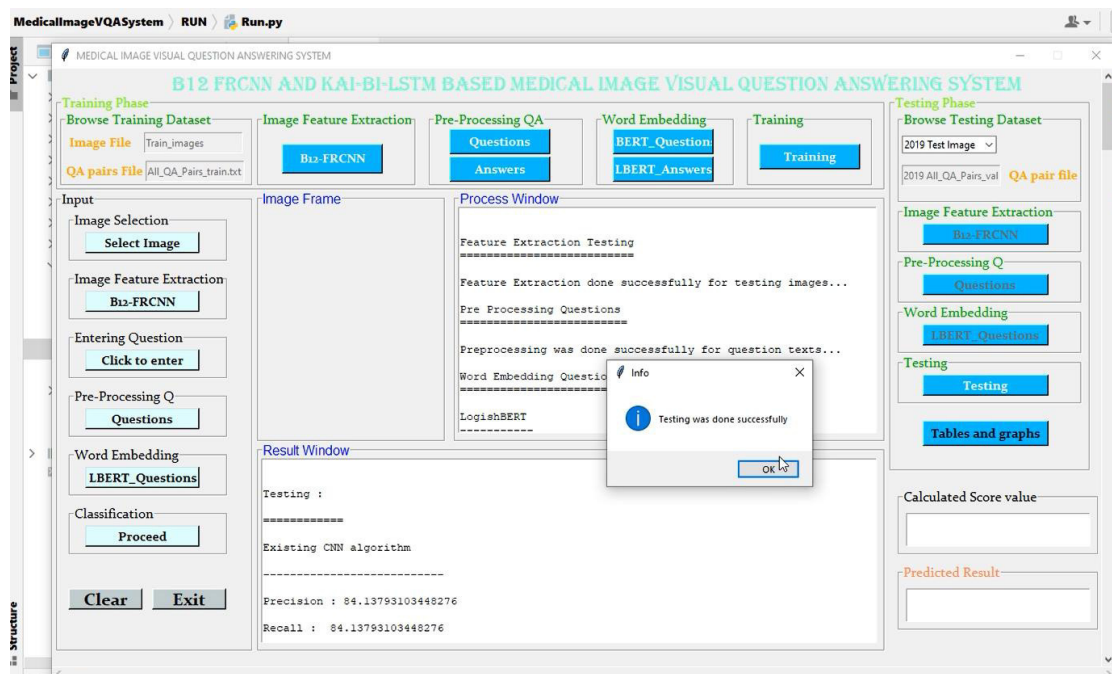 MedicalImageVQASystem > RUN > Run.py
Project
Structure
MEDICAL IMAGE VISUAL QUESTION ANSWERING SYSTEM
B12 FRCNN AND KAI-BI-LSTM BASED MEDICAL IMAGE VISUAL QUESTION ANSWERING SYSTEM
Training Phase
Browse Training Dataset
Image File Train_images
QA pairs File All_QA_Pairs_train.txt
Image Feature Extraction
B12-FRCNN
Pre-Processing QA
Questions
Answers
Word Embedding
BERT_Question
LBERT_Answers
Training
Training
Testing Phase
Browse Testing Dataset
2019 Test Image
2019 All_QA_Pairs_val QA pair file
Image Feature Extraction
B12-FRCNN
Pre-Processing Q
Questions
Word Embedding
LBERT_Questions
Testing
Testing
Tables and graphs
Input
Image Selection
Select Image
Image Feature Extraction
B12-FRCNN
Entering Question
Click to enter
Pre-Processing Q
Questions
Word Embedding
LBERT_Questions
Classification
Proceed
Clear Exit
Image Frame
Process Window
Feature Extraction Testing
==========================
Feature Extraction done successfully for testing images...
Pre Processing Questions
=========================
Preprocessing was done successfully for question texts...
Word Embedding Questio
======================
LogishBERT
-----------
Info
Testing was done successfully
OK
Result Window
Testing :
============
Existing CNN algorithm
---------------------------
Precision : 84.13793103448276
Recall : 84.13793103448276
Calculated Score value
Predicted Result